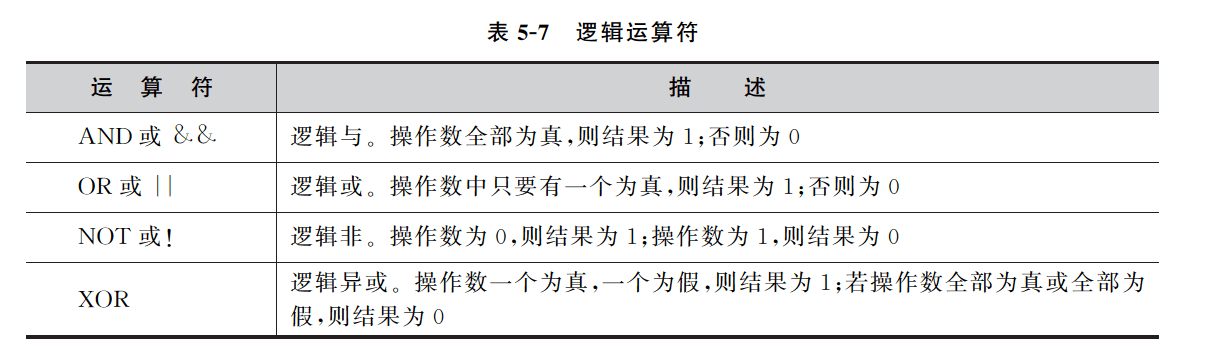 表 5-7 逻辑运算符
运 算 符 描 述
AND 或 && 逻辑与。操作数全部为真,则结果为 1;否则为 0
OR 或 || 逻辑或。操作数中只要有一个为真,则结果为 1;否则为 0
NOT 或! 逻辑非。操作数为 0,则结果为 1;操作数为 1,则结果为 0
XOR 逻辑异或。操作数一个为真,一个为假,则结果为 1;若操作数全部为真或全部为
假,则结果为 0